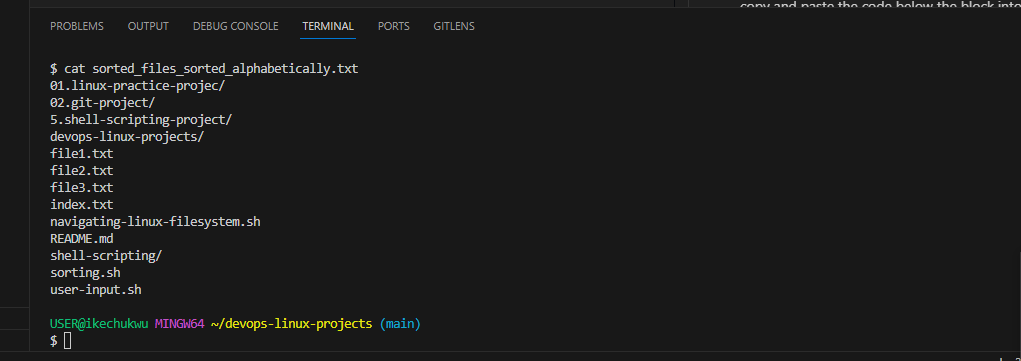 copy and paste the code below the block into
PROBLEMS OUTPUT DEBUG CONSOLE TERMINAL PORTS GITLENS
$ cat sorted_files_sorted_alphabetically.txt
01.linux-practice-projec/
02.git-project/
5.shell-scripting-project/
devops-linux-projects/
file1.txt
file2.txt
file3.txt
index.txt
navigating-linux-filesystem.sh
README.md
shell-scripting/
sorting.sh
user-input.sh
USER@ikechukwu MINGW64 ~/devops-linux-projects (main)
$